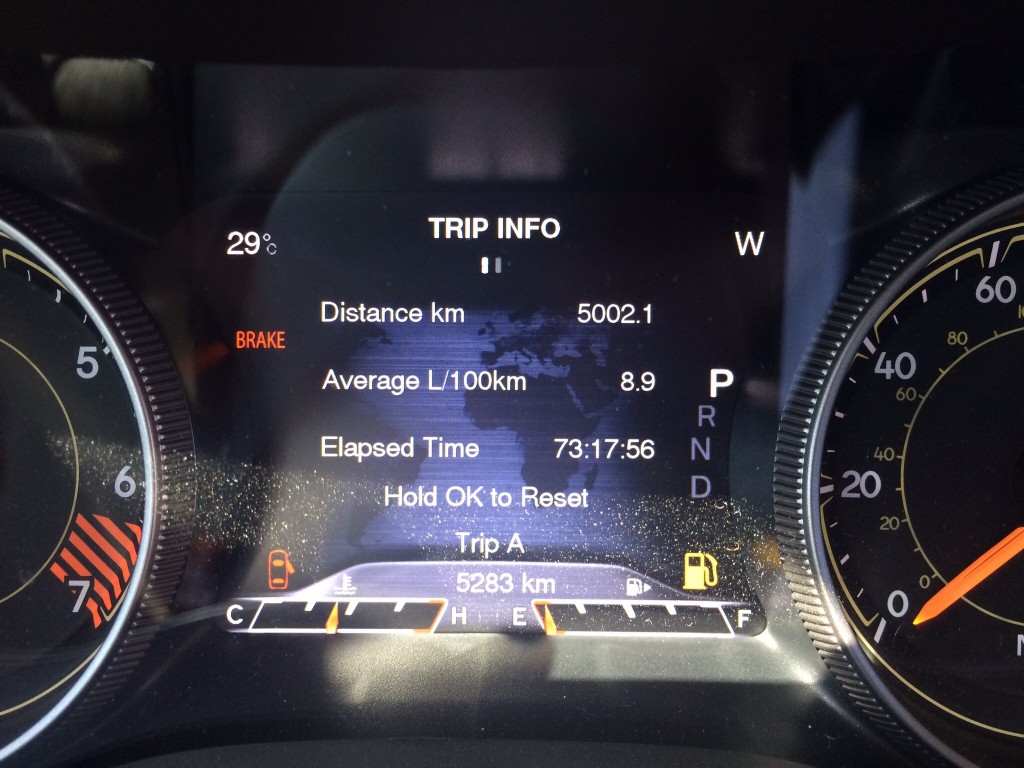 TRIP INFO
29°C
W
Distance km 5002.1
BRAKE
Average L/100km 8.9
P
R
N
D
Elapsed Time 73:17:56
Hold OK to Reset
Trip A
5283 km
C H E F
5
6
7
60
40
20
0
80
60
40
20
0